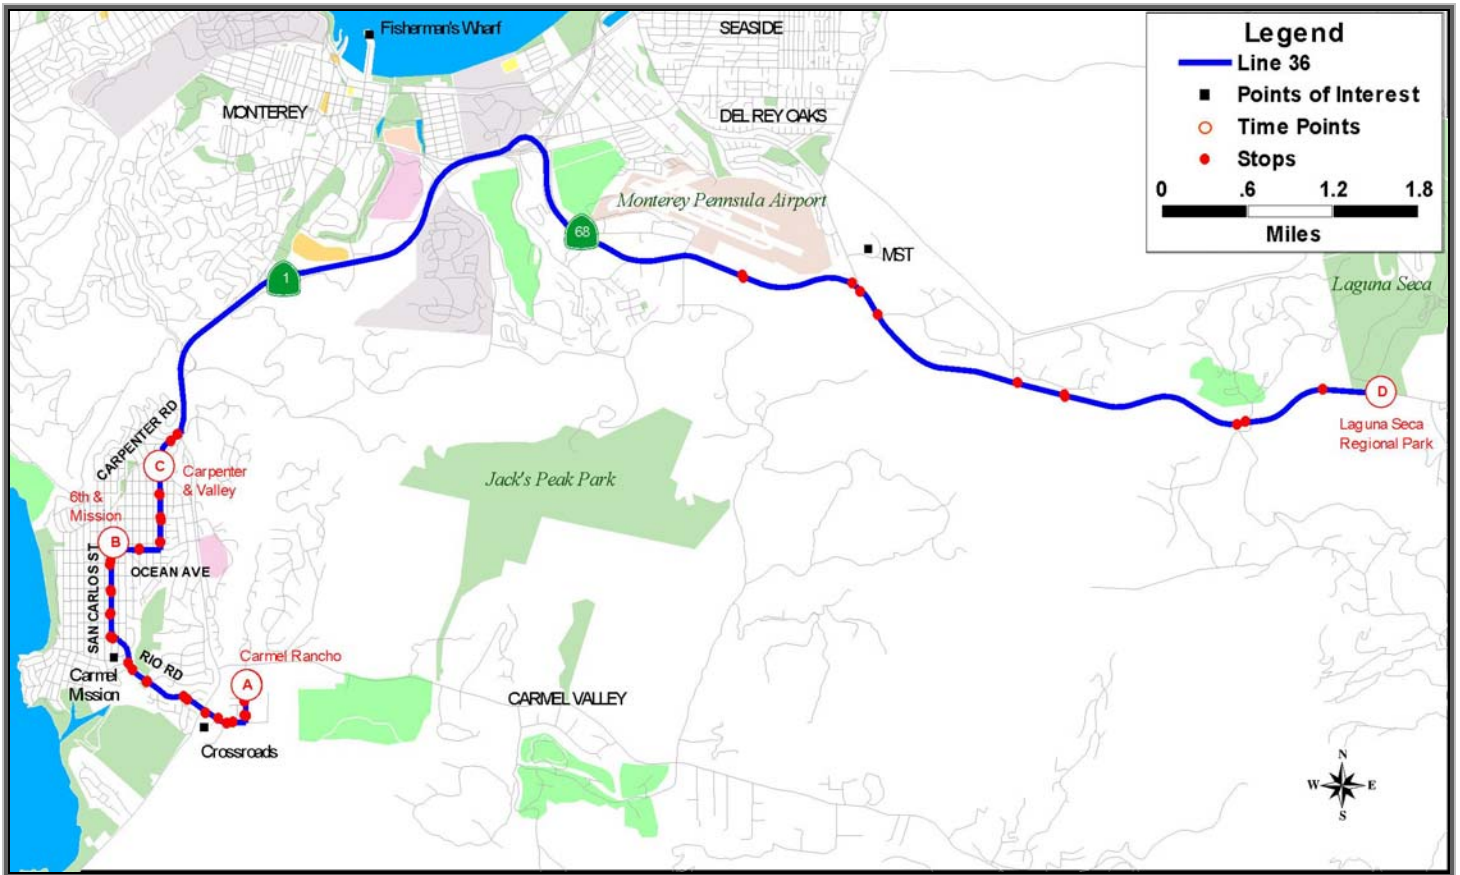 Fisherman's Wharf
SEASIDE
Legend
Line 36
Points of Interest
Time Points
Stops
0 .6 1.2 1.8
Miles
MONTEREY
DEL REY OAKS
Monterey Pennsula Airport
68
MST
1
Laguna Seca
D
Laguna Seca
Regional Park
CARPENTER RD
C
Carpenter
& Valley
6th &
Mission
B
Jack's Peak Park
OCEAN AVE
SAN CARLOS ST
RIO RD
Carmel Rancho
A
Carmel
Mission
CARMEL VALLEY
Crossroads
N
W E
S